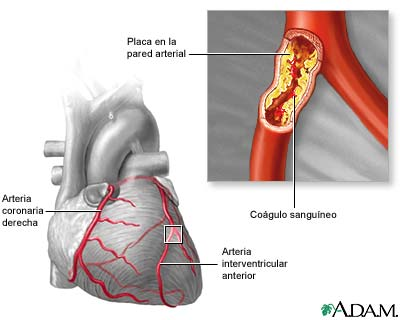 Placa en la
pared arterial
Coágulo sanguíneo
Arteria
coronaria
derecha
Arteria
interventricular
anterior
A.D.A.M.